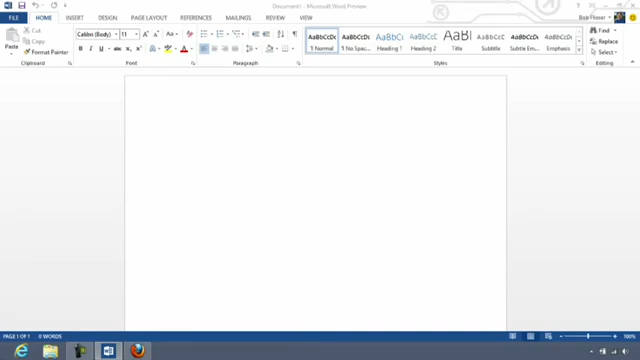 Document1 - Microsoft Word Preview
FILE HOME INSERT DESIGN PAGE LAYOUT REFERENCES MAILINGS REVIEW VIEW
Cut
Copy
Paste
Format Painter
Clipboard
Calibri (Body) 11
Font
Paragraph
AaBbCcDc AaBbCcDc AaBbCc AaBbCcC AaBl AaBbCcC AaBbCcDc AaBbCcDc
¶ Normal ¶ No Spac... Heading 1 Heading 2 Title Subtitle Subtle Em... Emphasis
Styles
Find
Replace
Select
Editing
PAGE 1 OF 1 0 WORDS
100%